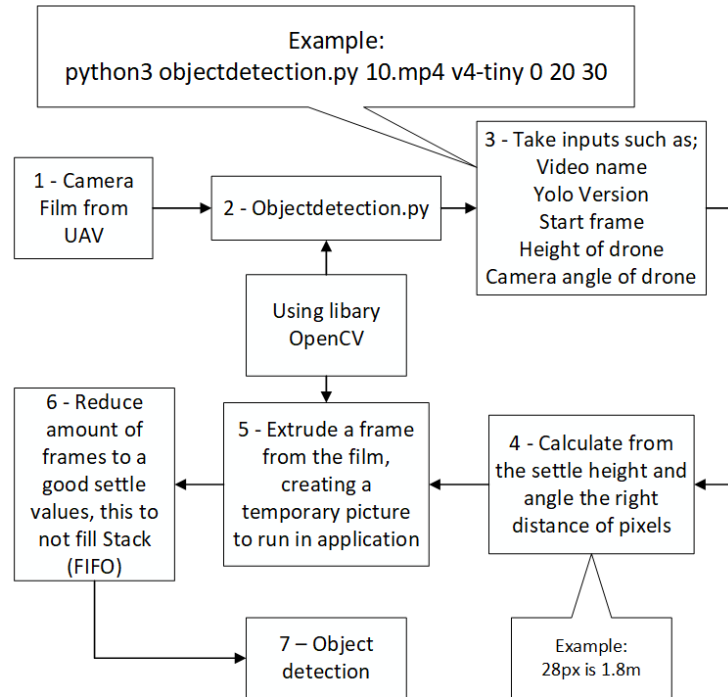 Example:
python3 objectdetection.py 10.mp4 v4-tiny 0 20 30
1 - Camera
Film from
UAV
2 - Objectdetection.py
3 - Take inputs such as;
Video name
Yolo Version
Start frame
Height of drone
Camera angle of drone
Using libary
OpenCV
4 - Calculate from
the settle height and
angle the right
distance of pixels
Example:
28px is 1.8m
5 - Extrude a frame
from the film,
creating a
temporary picture
to run in application
6 - Reduce
amount of
frames to a
good settle
values, this to
not fill Stack
(FIFO)
7 – Object
detection